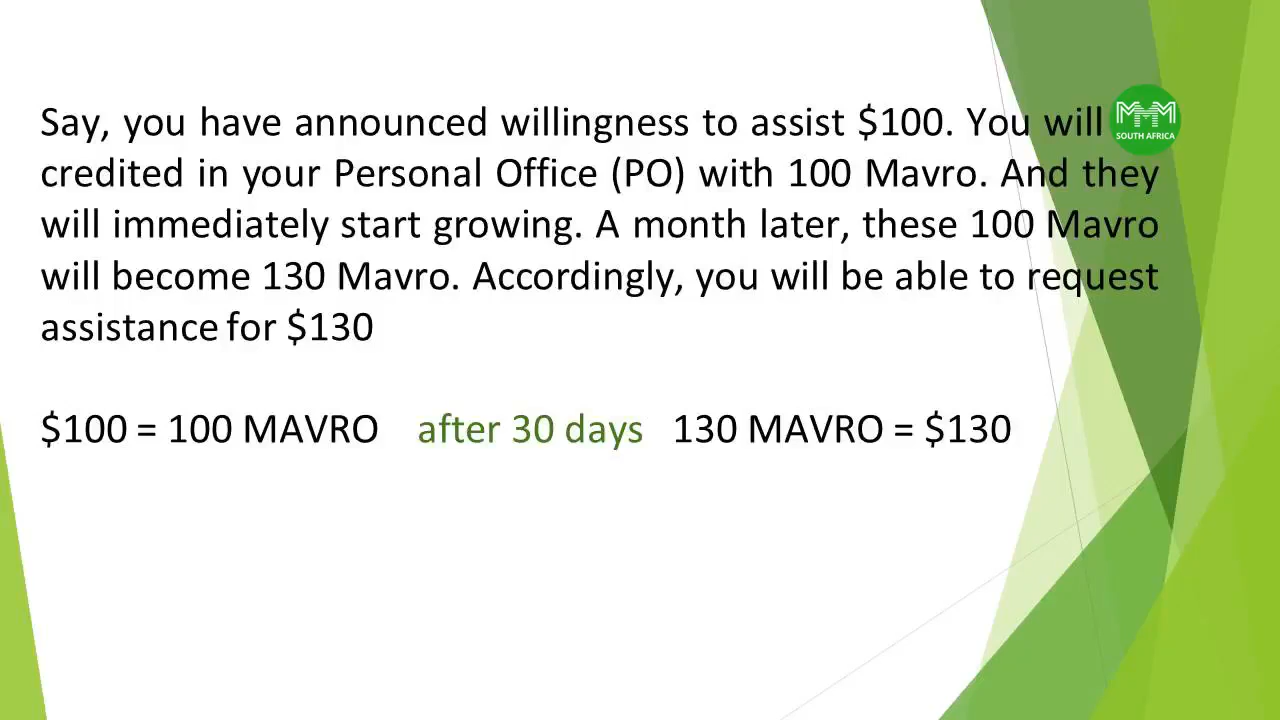 Say, you have announced willingness to assist $100. You will
credited in your Personal Office (PO) with 100 Mavro. And they
will immediately start growing. A month later, these 100 Mavro
will become 130 Mavro. Accordingly, you will be able to request
assistance for $130
$100 = 100 MAVRO after 30 days 130 MAVRO = $130
MMM
SOUTH AFRICA